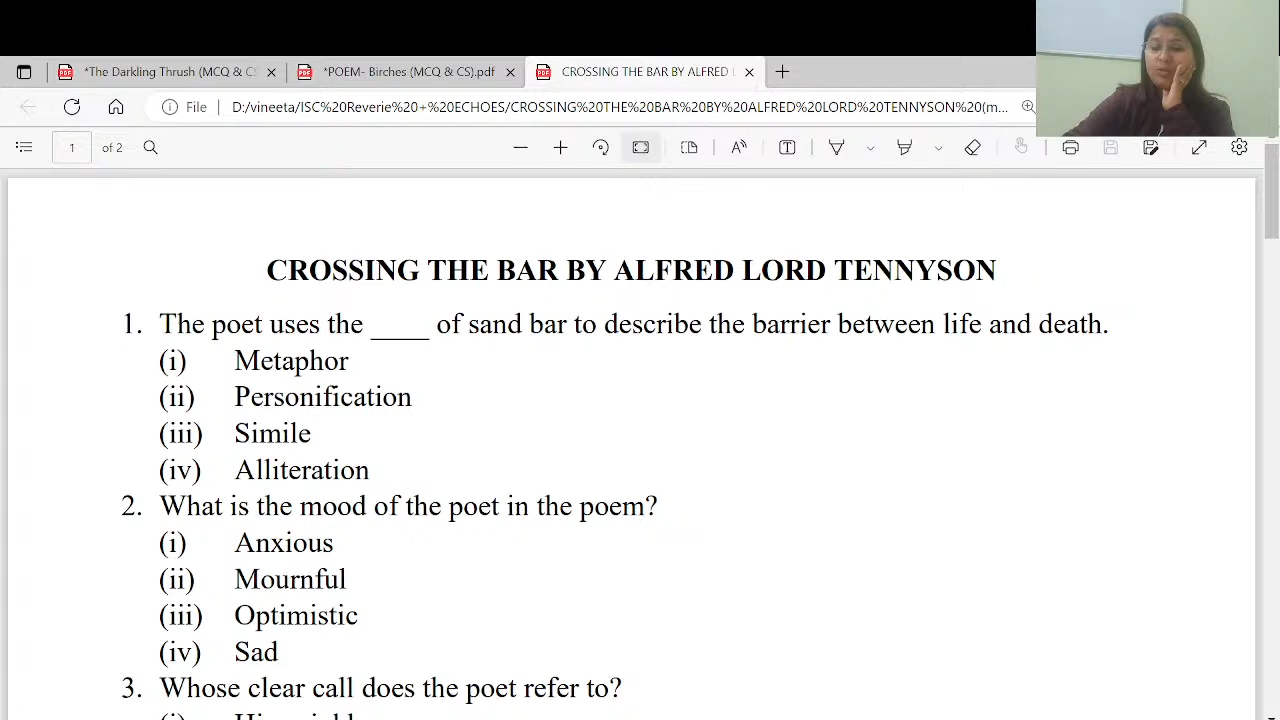 *The Darkling Thrush (MCQ & CS
*POEM- Birches (MCQ & CS).pdf
CROSSING THE BAR BY ALFRED L
File
D:/vineeta/ISC%20Reverie%20+%20ECHOES/CROSSING%20THE%20BAR%20BY%20ALFRED%20LORD%20TENNYSON%20(m...
1 of 2
CROSSING THE BAR BY ALFRED LORD TENNYSON
1. The poet uses the ____ of sand bar to describe the barrier between life and death.
(i) Metaphor
(ii) Personification
(iii) Simile
(iv) Alliteration
2. What is the mood of the poet in the poem?
(i) Anxious
(ii) Mournful
(iii) Optimistic
(iv) Sad
3. Whose clear call does the poet refer to?
(i)